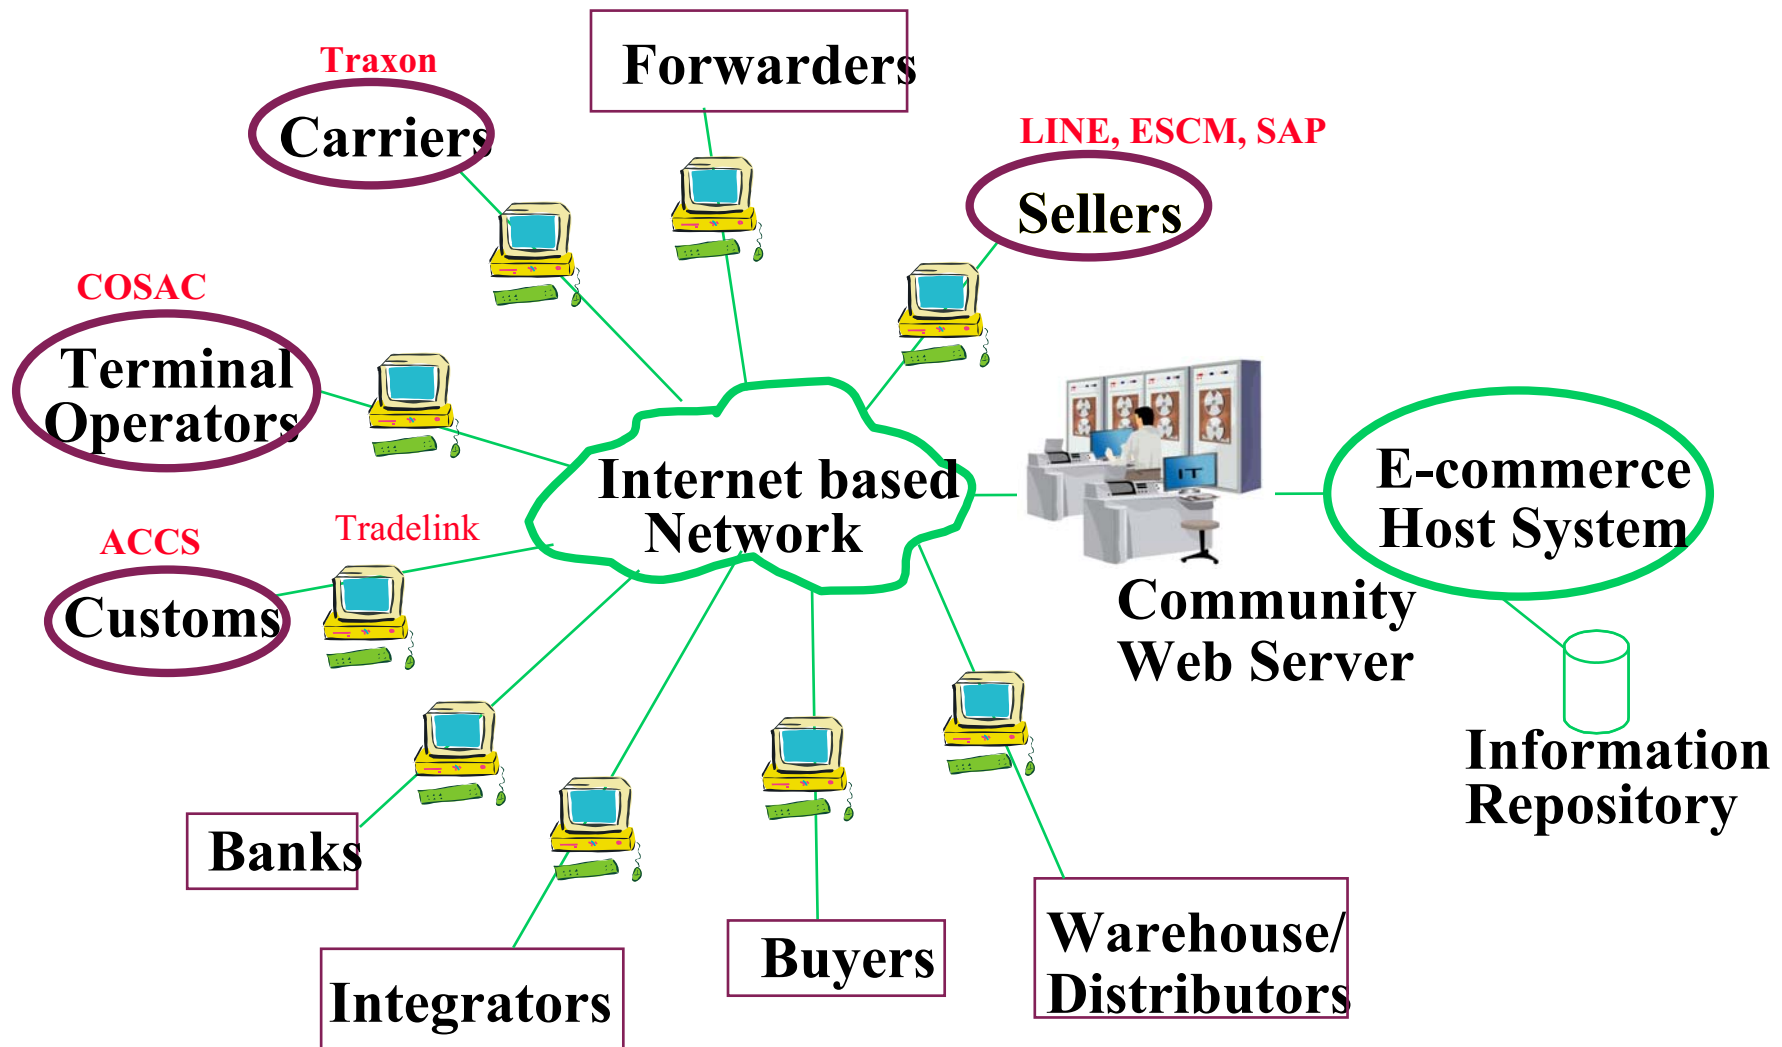 Forwarders
Traxon
Carriers
LINE, ESCM, SAP
Sellers
COSAC
Terminal
Operators
Internet based
Network
E-commerce
Host System
IT
Tradelink
ACCS
Customs
Community
Web Server
Information
Repository
Banks
Buyers
Warehouse/
Distributors
Integrators